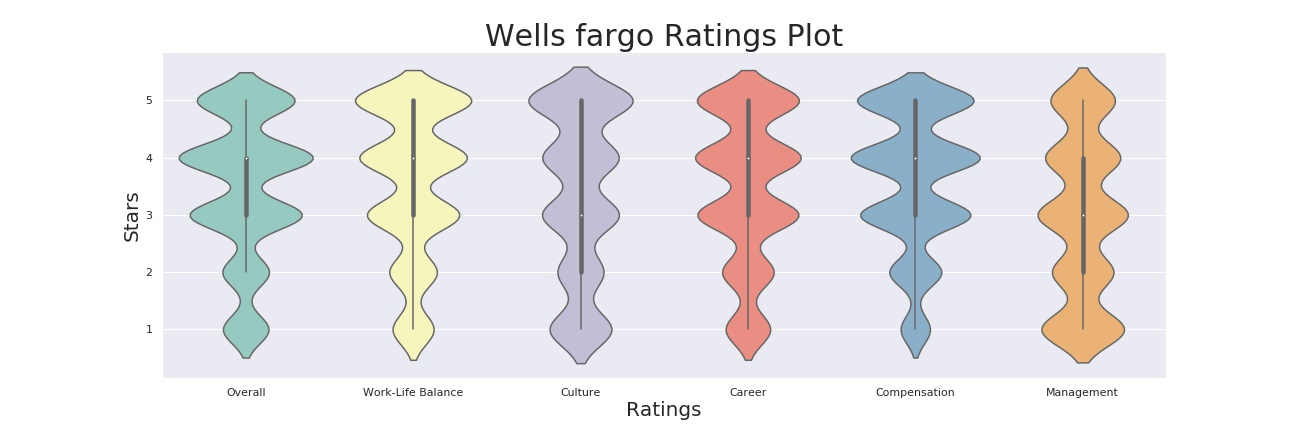 Wells fargo Ratings Plot
5
4
3
2
1
Stars
Overall Work-Life Balance Culture Career Compensation Management
Ratings